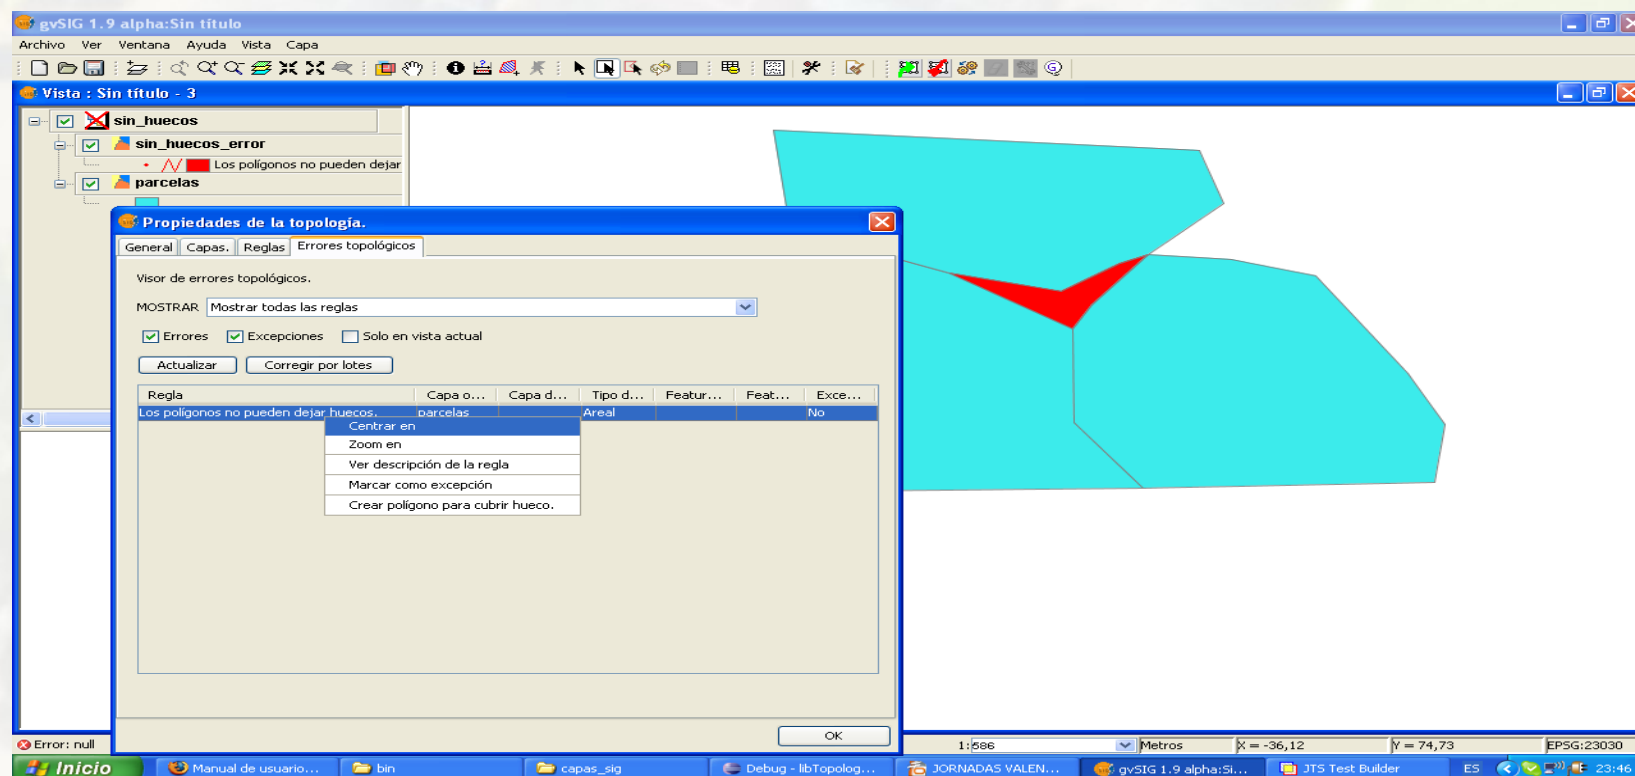 gvSIG 1.9 alpha:Sin título
Archivo Ver Ventana Ayuda Vista Capa
Vista : Sin título - 3
sin_huecos
sin_huecos_error
Los polígonos no pueden dejar
parcelas
Propiedades de la topología.
General Capas. Reglas Errores topológicos
Visor de errores topológicos.
MOSTRAR Mostrar todas las reglas
Errores Excepciones Solo en vista actual
Actualizar Corregir por lotes
Regla Capa o... Capa d... Tipo d... Featur... Feat... Exce...
Los polígonos no pueden dejar huecos. parcelas Areal No
Centrar en
Zoom en
Ver descripción de la regla
Marcar como excepción
Crear polígono para cubrir hueco.
OK
Error: null 1:586 Metros X = -36,12 Y = 74,73 EPSG:23030
Inicio Manual de usuario... bin capas_sig Debug - libTopolog... JORNADAS VALEN... gvSIG 1.9 alpha:Si... JTS Test Builder ES 23:46